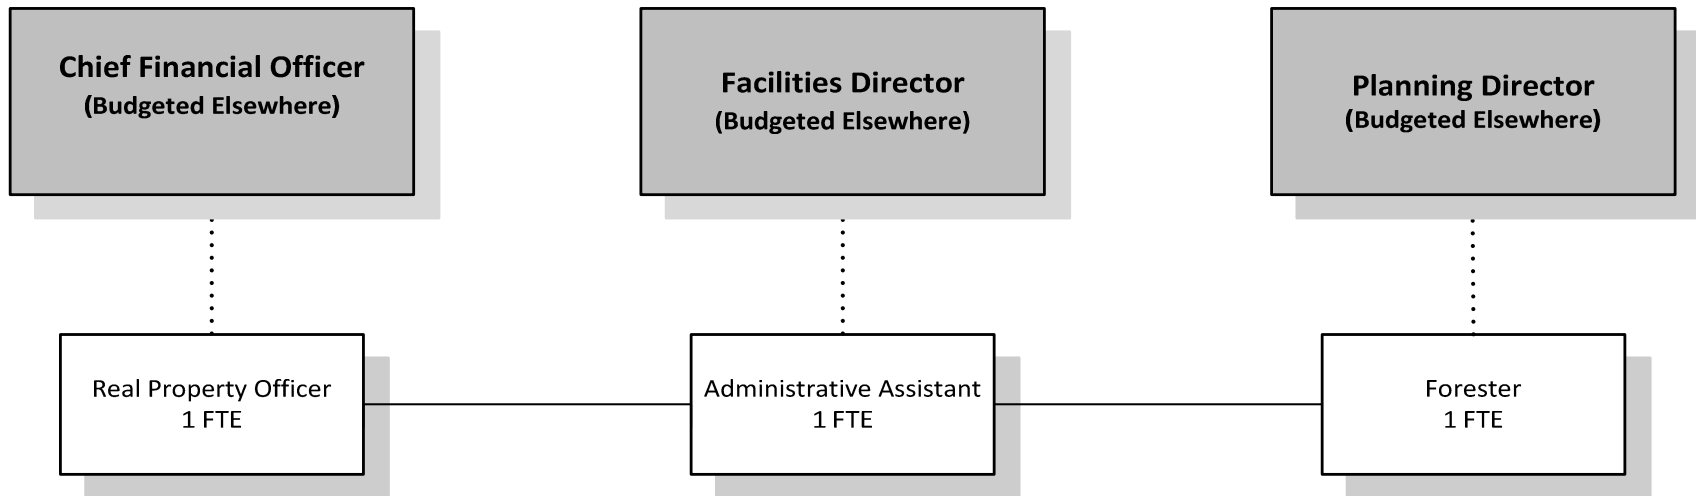 Chief Financial Officer
(Budgeted Elsewhere)
Facilities Director
(Budgeted Elsewhere)
Planning Director
(Budgeted Elsewhere)
Real Property Officer
1 FTE
Administrative Assistant
1 FTE
Forester
1 FTE